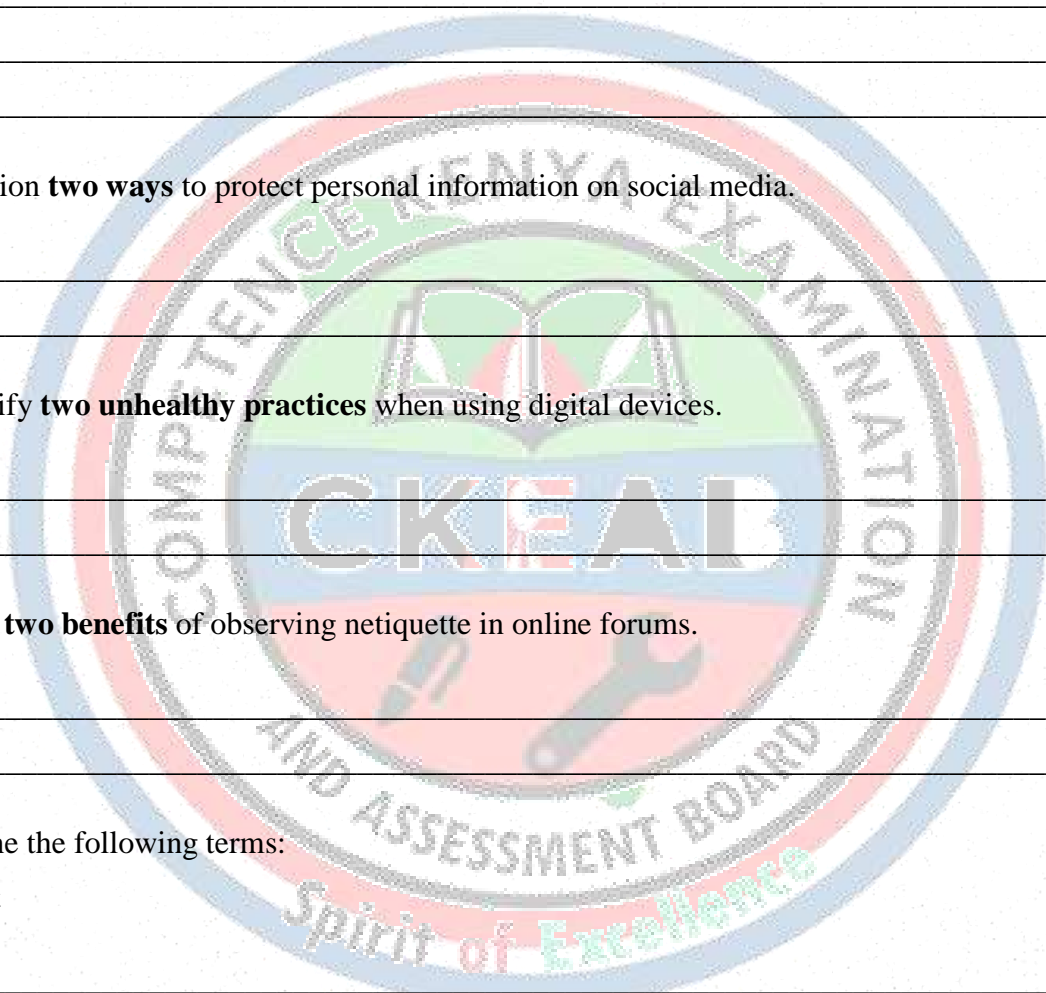 COMPETENCE KENYA EXAMINATION
ion two ways to protect personal information on social media.
ify two unhealthy practices when using digital devices.
CKEAB
two benefits of observing netiquette in online forums.
AND ASSESSMENT BOARD
ne the following terms:
Spirit of Excellence